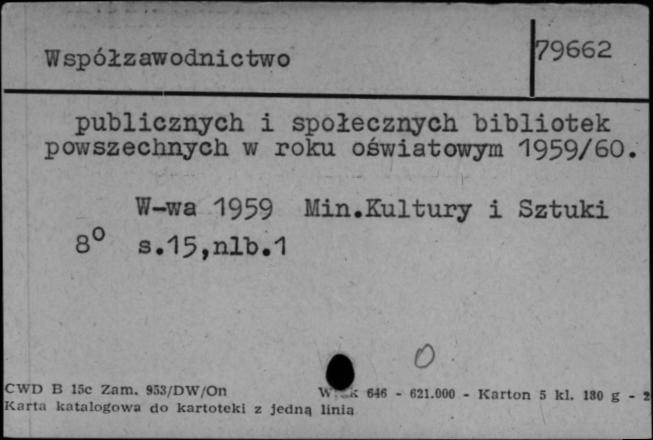 Współzawodnictwo 79662
publicznych i społecznych bibliotek
powszechnych w roku oświatowym 1959/60.
W-wa 1959 Min.Kultury i Sztuki
8º s.15,nlb.1
0
CWD B 15c Zam. 953/DW/On 646 - 621.000 - Karton 5 kl. 180 g - 2
Karta katalogowa do kartoteki z jedną linią